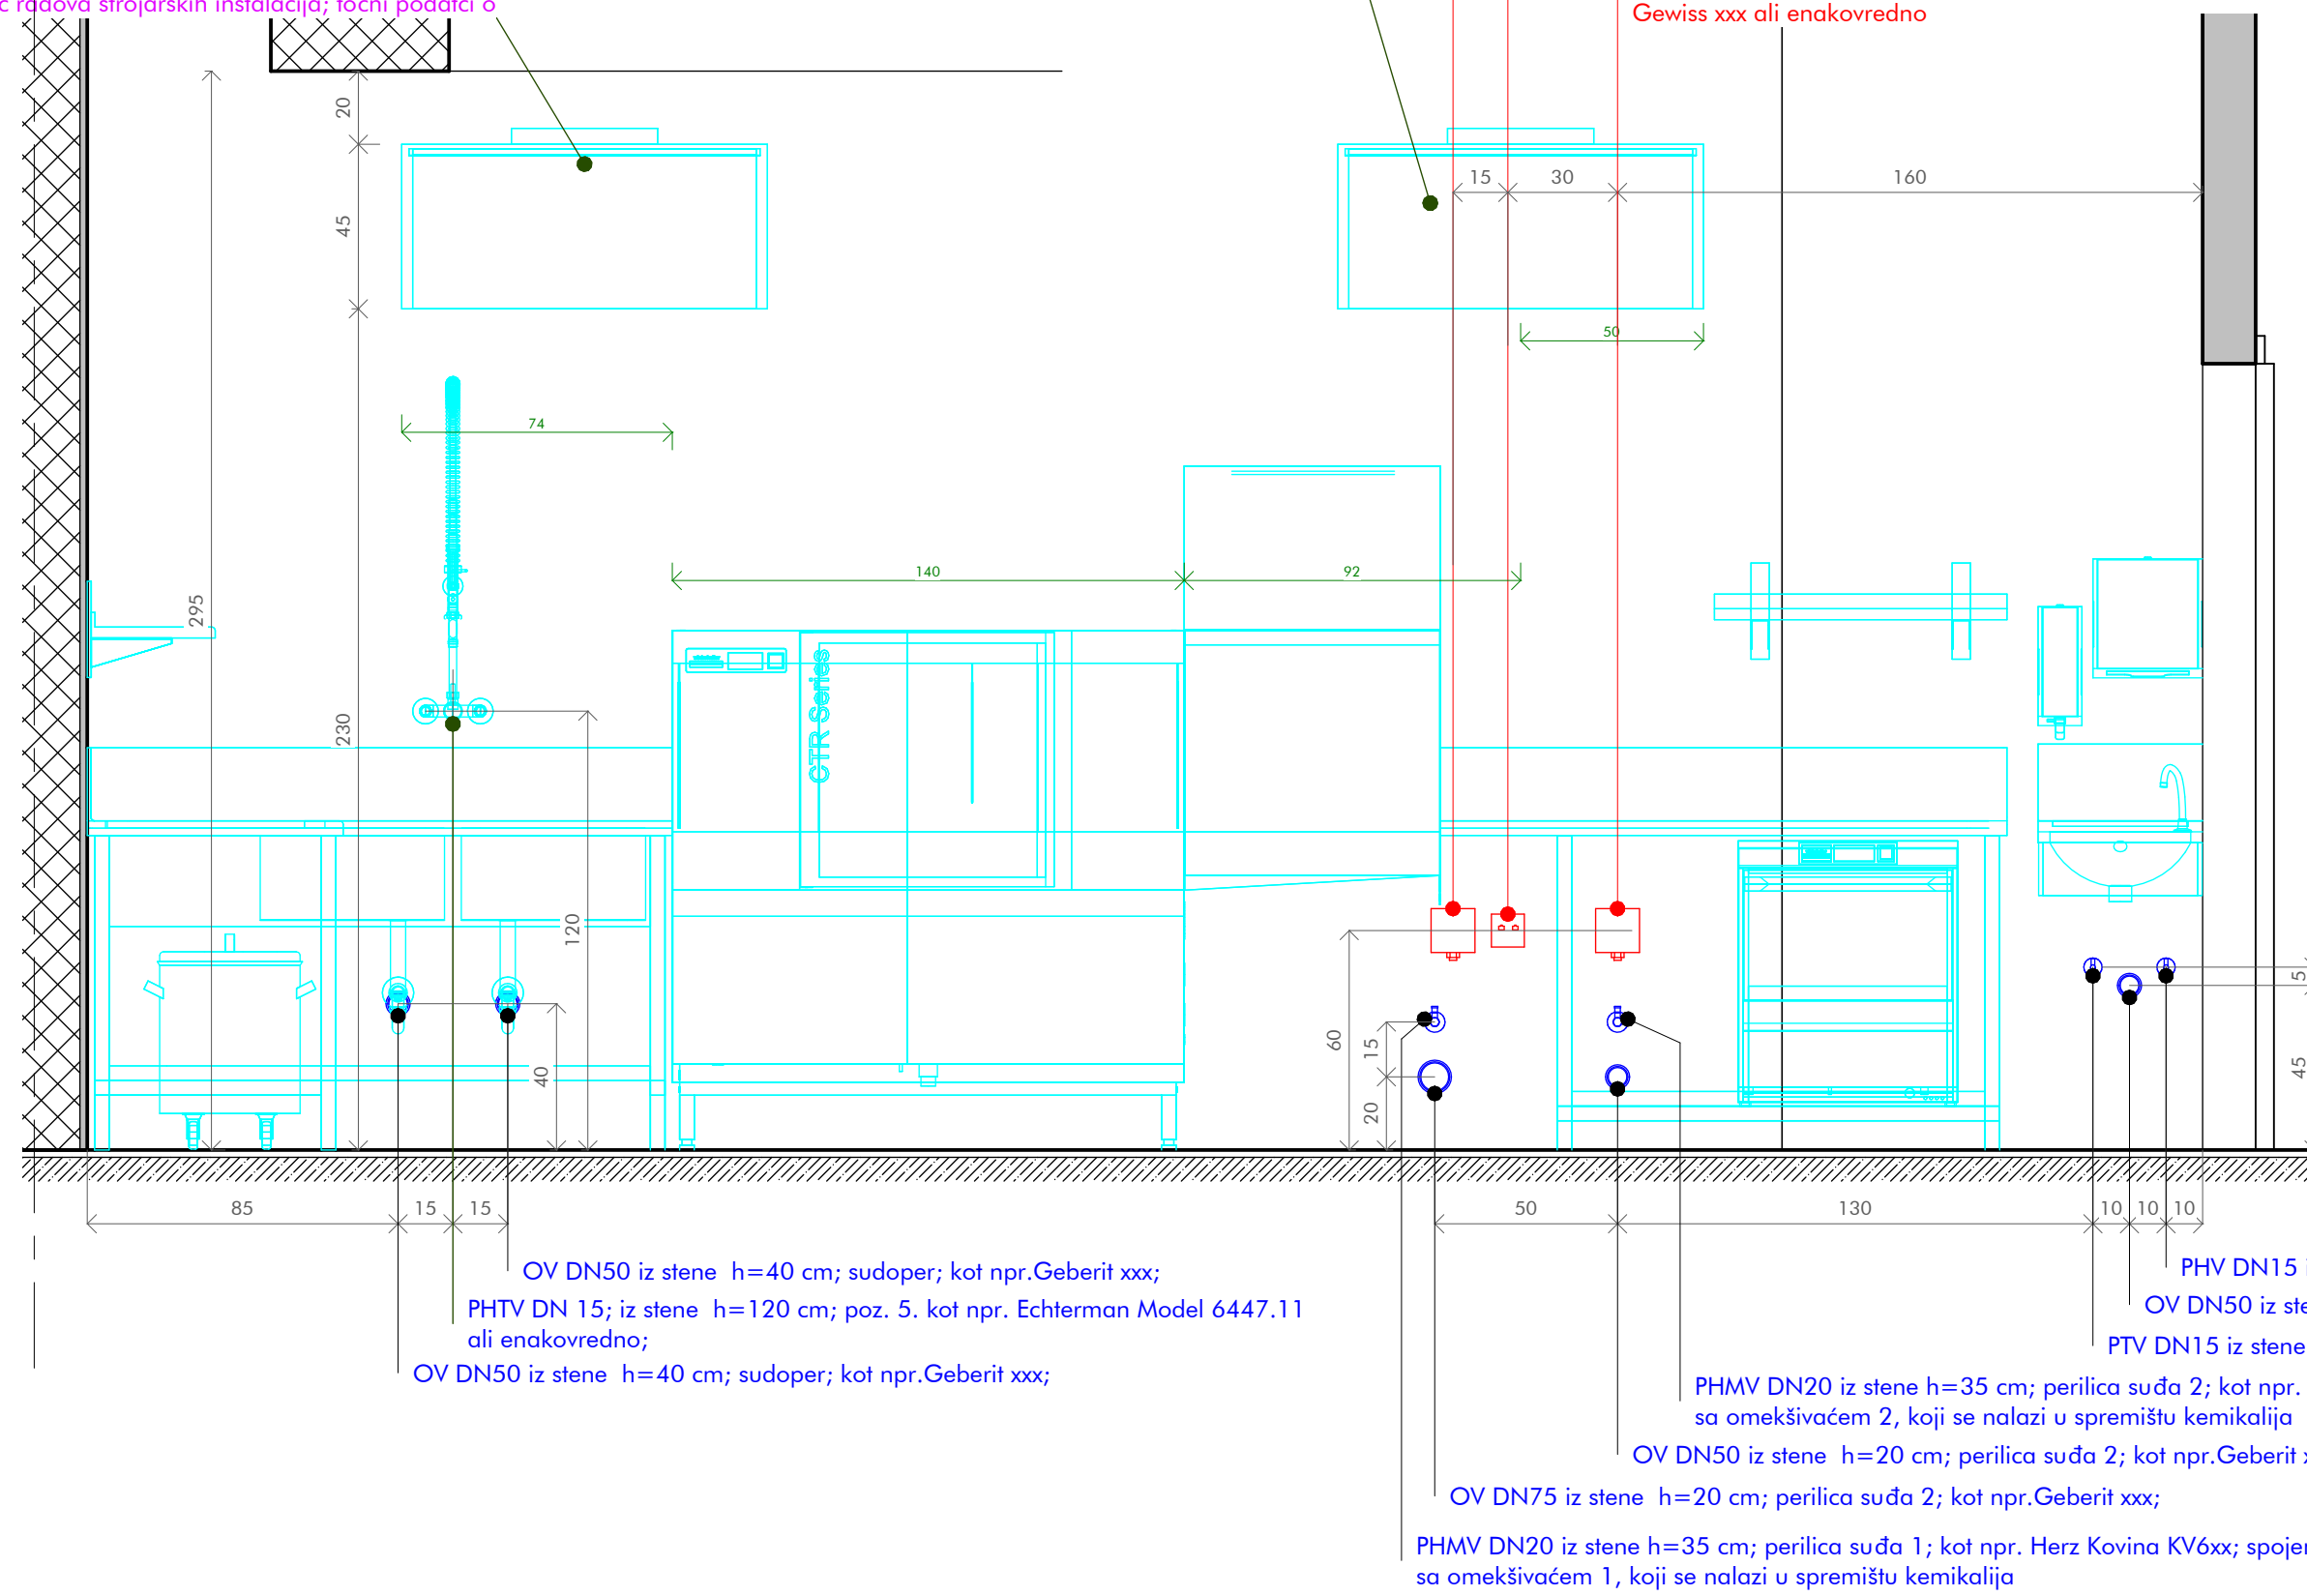 c radova strojarskih instalacija; točni podatci o
Gewiss xxx ali enakovredno
20
45
15
30
160
50
74
140
92
295
230
CTR Series
120
40
60
15
20
5
45
85
15
15
50
130
10
10
10
OV DN50 iz stene h=40 cm; sudoper; kot npr.Geberit xxx;
PHTV DN 15; iz stene h=120 cm; poz. 5. kot npr. Echterman Model 6447.11
ali enakovredno;
OV DN50 iz stene h=40 cm; sudoper; kot npr.Geberit xxx;
PHV DN15
OV DN50 iz ste
PTV DN15 iz stene
PHMV DN20 iz stene h=35 cm; perilica suđa 2; kot npr.
sa omekšivaćem 2, koji se nalazi u spremištu kemikalija
OV DN50 iz stene h=20 cm; perilica suđa 2; kot npr.Geberit x
OV DN75 iz stene h=20 cm; perilica suđa 2; kot npr.Geberit xxx;
PHMV DN20 iz stene h=35 cm; perilica suđa 1; kot npr. Herz Kovina KV6xx; spojen
sa omekšivaćem 1, koji se nalazi u spremištu kemikalija